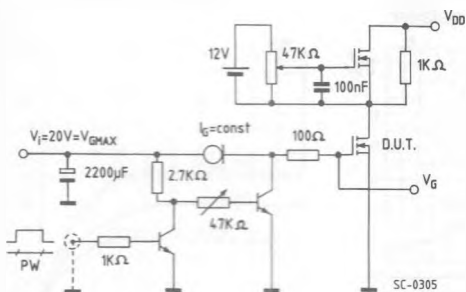 V_DD
12V
47KΩ
1KΩ
100nF
V_i=20V=V_GMAX
I_G=const
100Ω
D.U.T.
2200μF
2.7KΩ
V_G
47KΩ
1KΩ
PW
SC-0305